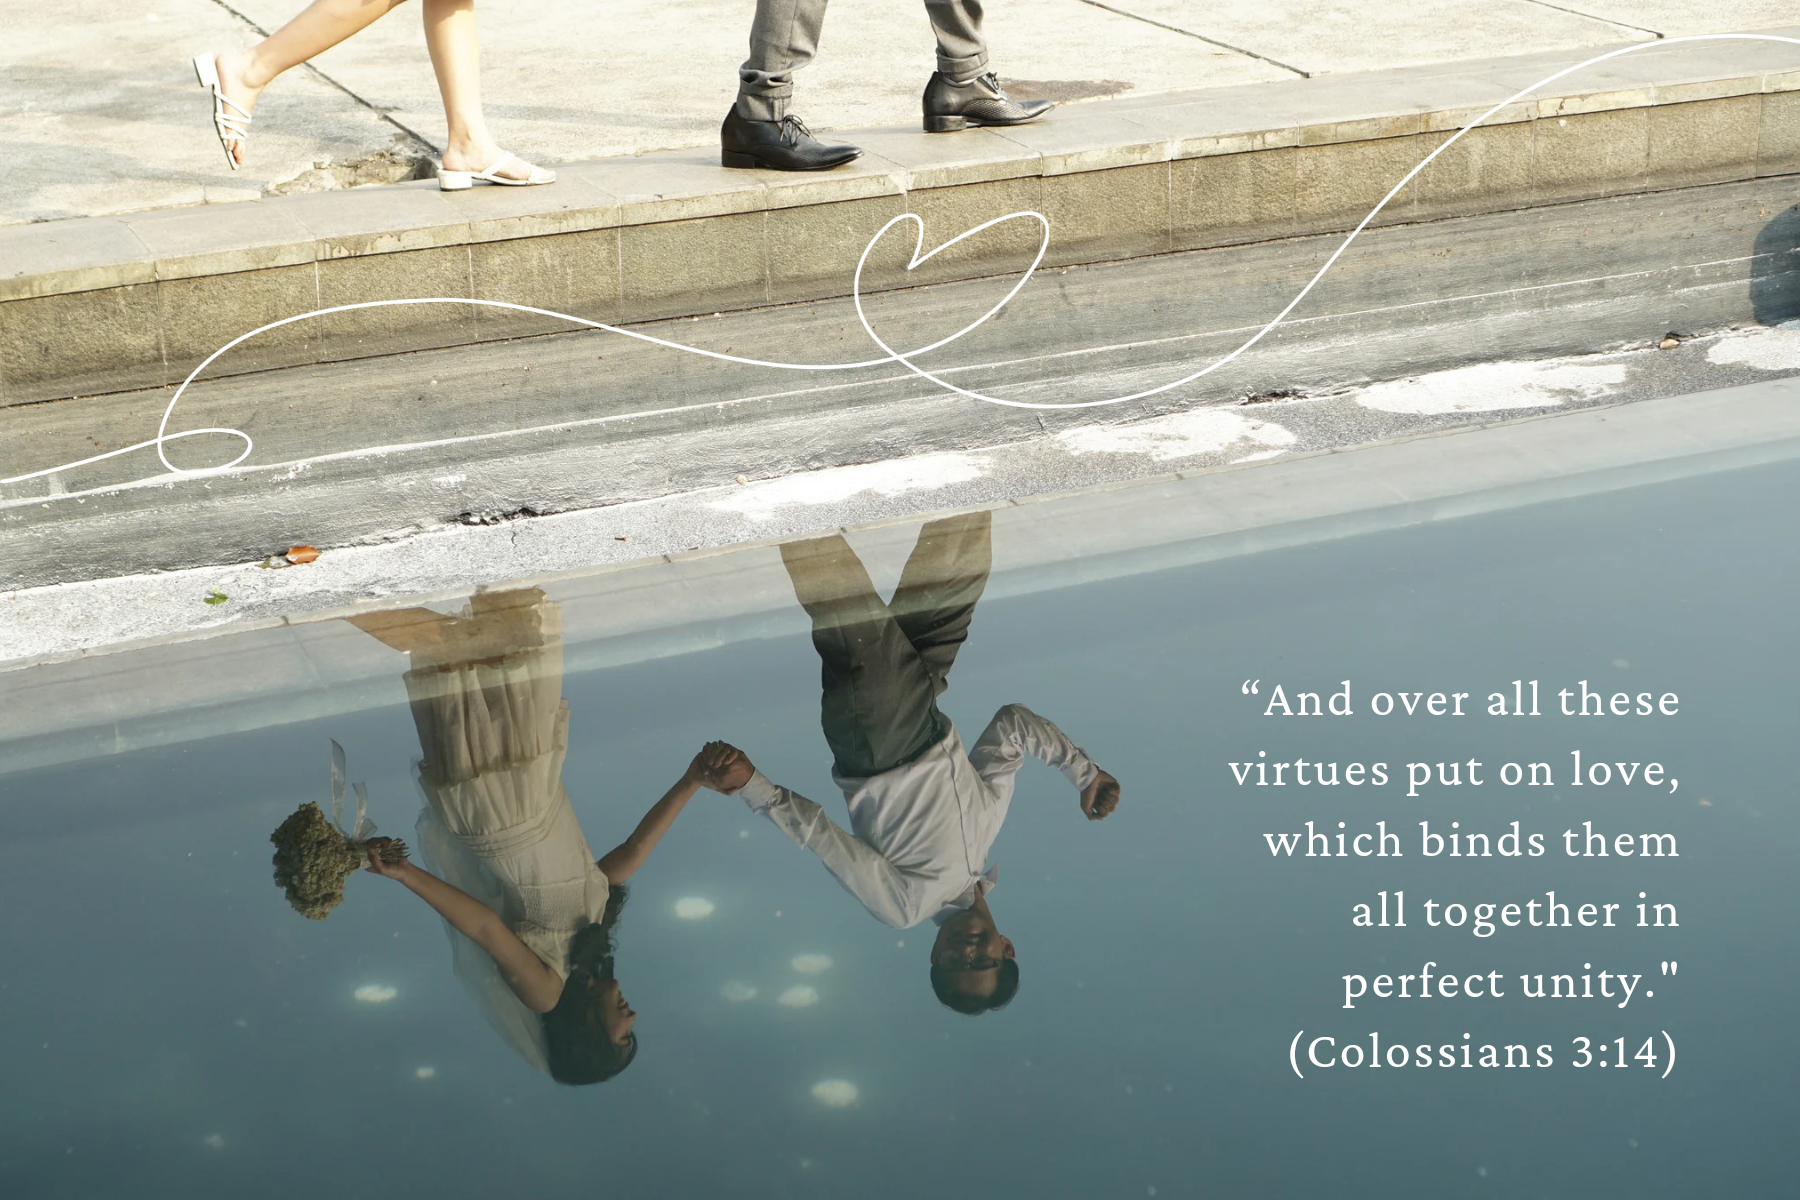 “And over all these
virtues put on love,
which binds them
all together in
perfect unity."
(Colossians 3:14)